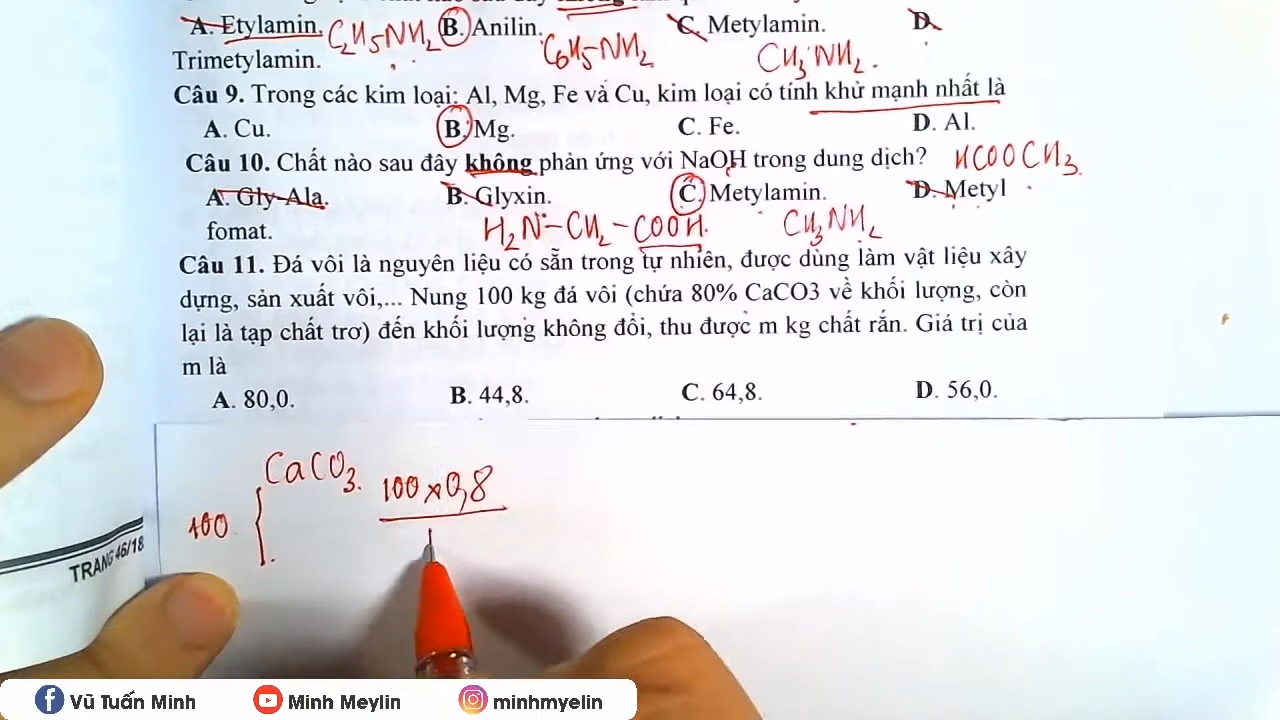 A. Etylamin. C2H5NH2 B. Anilin. C6H5-NH2 C. Metylamin. CH3NH2. D.
Trimetylamin.
Câu 9. Trong các kim loại: Al, Mg, Fe và Cu, kim loại có tính khử mạnh nhất là
A. Cu. B. Mg. C. Fe. D. Al.
Câu 10. Chất nào sau đây không phản ứng với NaOH trong dung dịch? HCOOCH3
A. Gly-Ala. B. Glyxin. C. Metylamin. D. Metyl
fomat. H2N-CH2-COOH. CH3NH2
Câu 11. Đá vôi là nguyên liệu có sẵn trong tự nhiên, được dùng làm vật liệu xây
dựng, sản xuất vôi,... Nung 100 kg đá vôi (chứa 80% CaCO3 về khối lượng, còn
lại là tạp chất trơ) đến khối lượng không đổi, thu được m kg chất rắn. Giá trị của
m là
A. 80,0. B. 44,8. C. 64,8. D. 56,0.
CaCO3. 100x0,8
100
1
TRANG 46/18
Vũ Tuấn Minh Minh Meylin minhmyelin